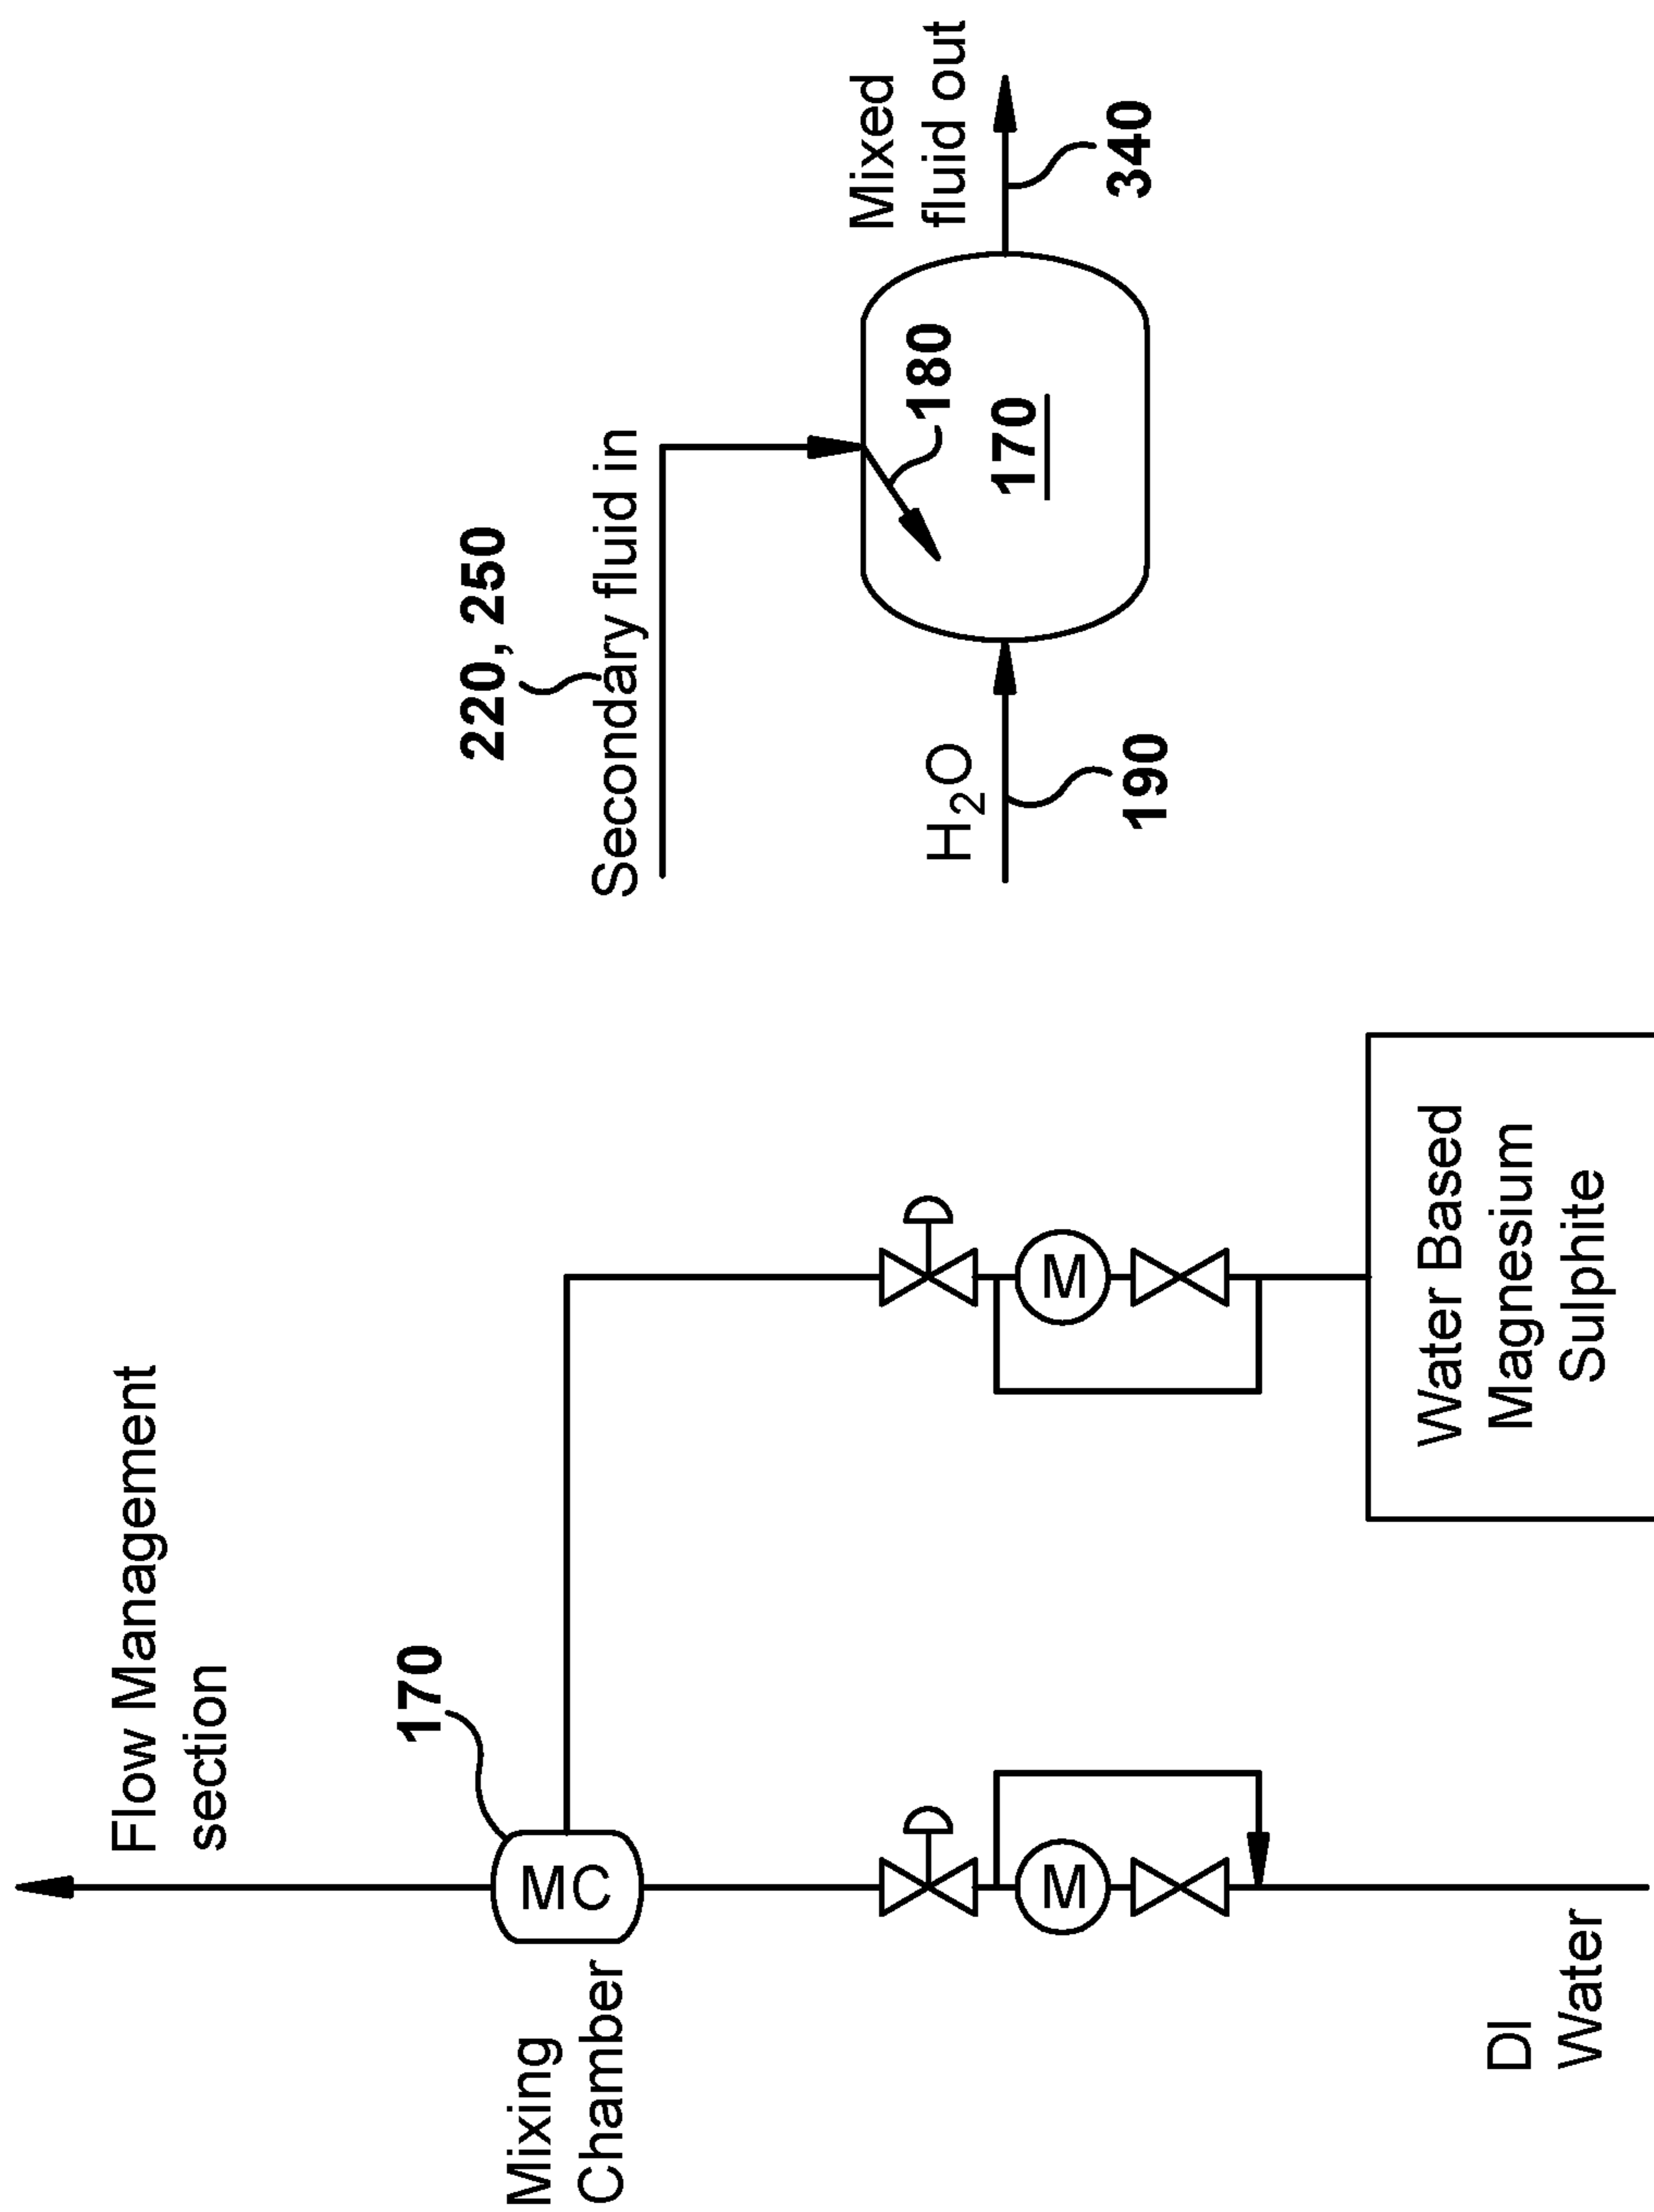 Flow Management
section
170
Mixing
Chamber
MC
M
M
DI
Water
Water Based
Magnesium
Sulphite
220, 250
Secondary fluid in
Mixed
fluid out
180
170
H₂O
190
340